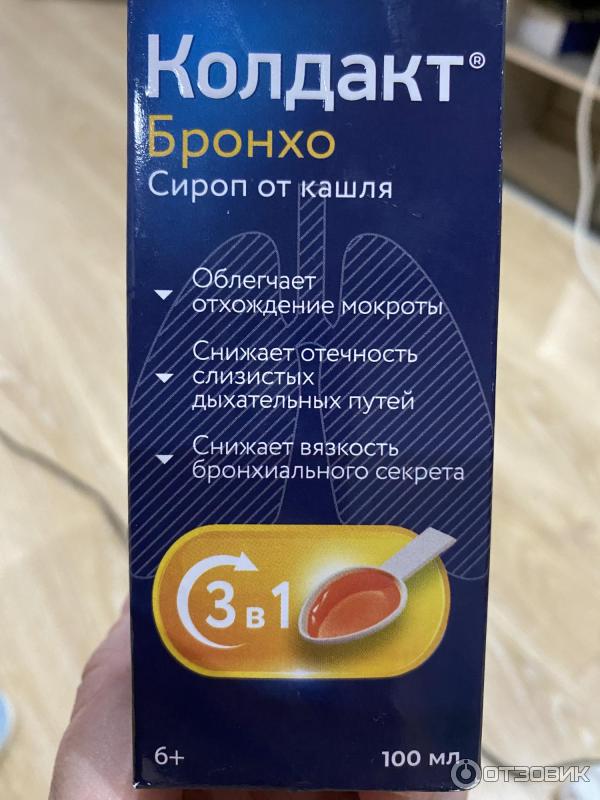 Колдакт®
Бронхо
Сироп от кашля
Облегчает
отхождение мокроты
Снижает отечность
слизистых
дыхательных путей
Снижает вязкость
бронхиального секрета
3 в 1
6+
100 мл
ОТЗОВИК